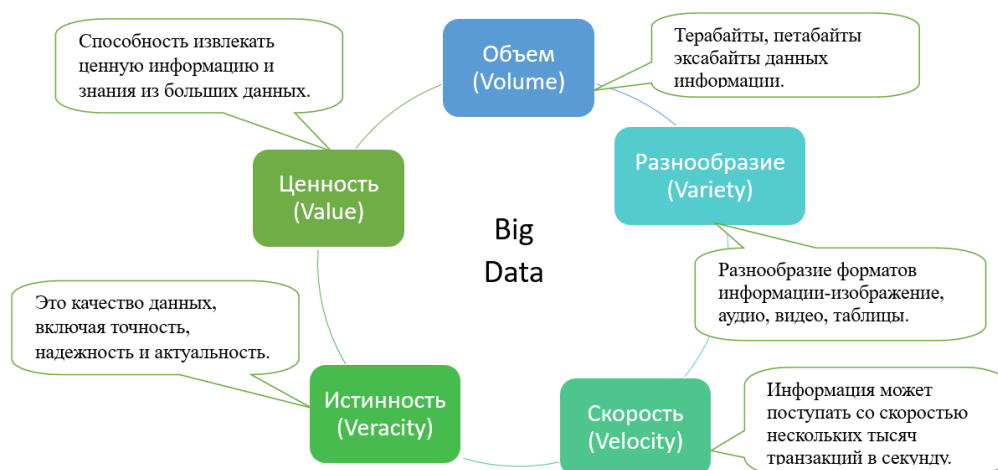 Способность извлекать
ценную информацию и
знания из больших данных.
Объем
(Volume)
Терабайты, петабайты
эксабайты данных
информации.
Ценность
(Value)
Разнообразие
(Variety)
Big
Data
Разнообразие форматов
информации-изображение,
аудио, видео, таблицы.
Это качество данных,
включая точность,
надежность и актуальность.
Истинность
(Veracity)
Скорость
(Velocity)
Информация может
поступать со скоростью
нескольких тысяч
транзакций в секунду.